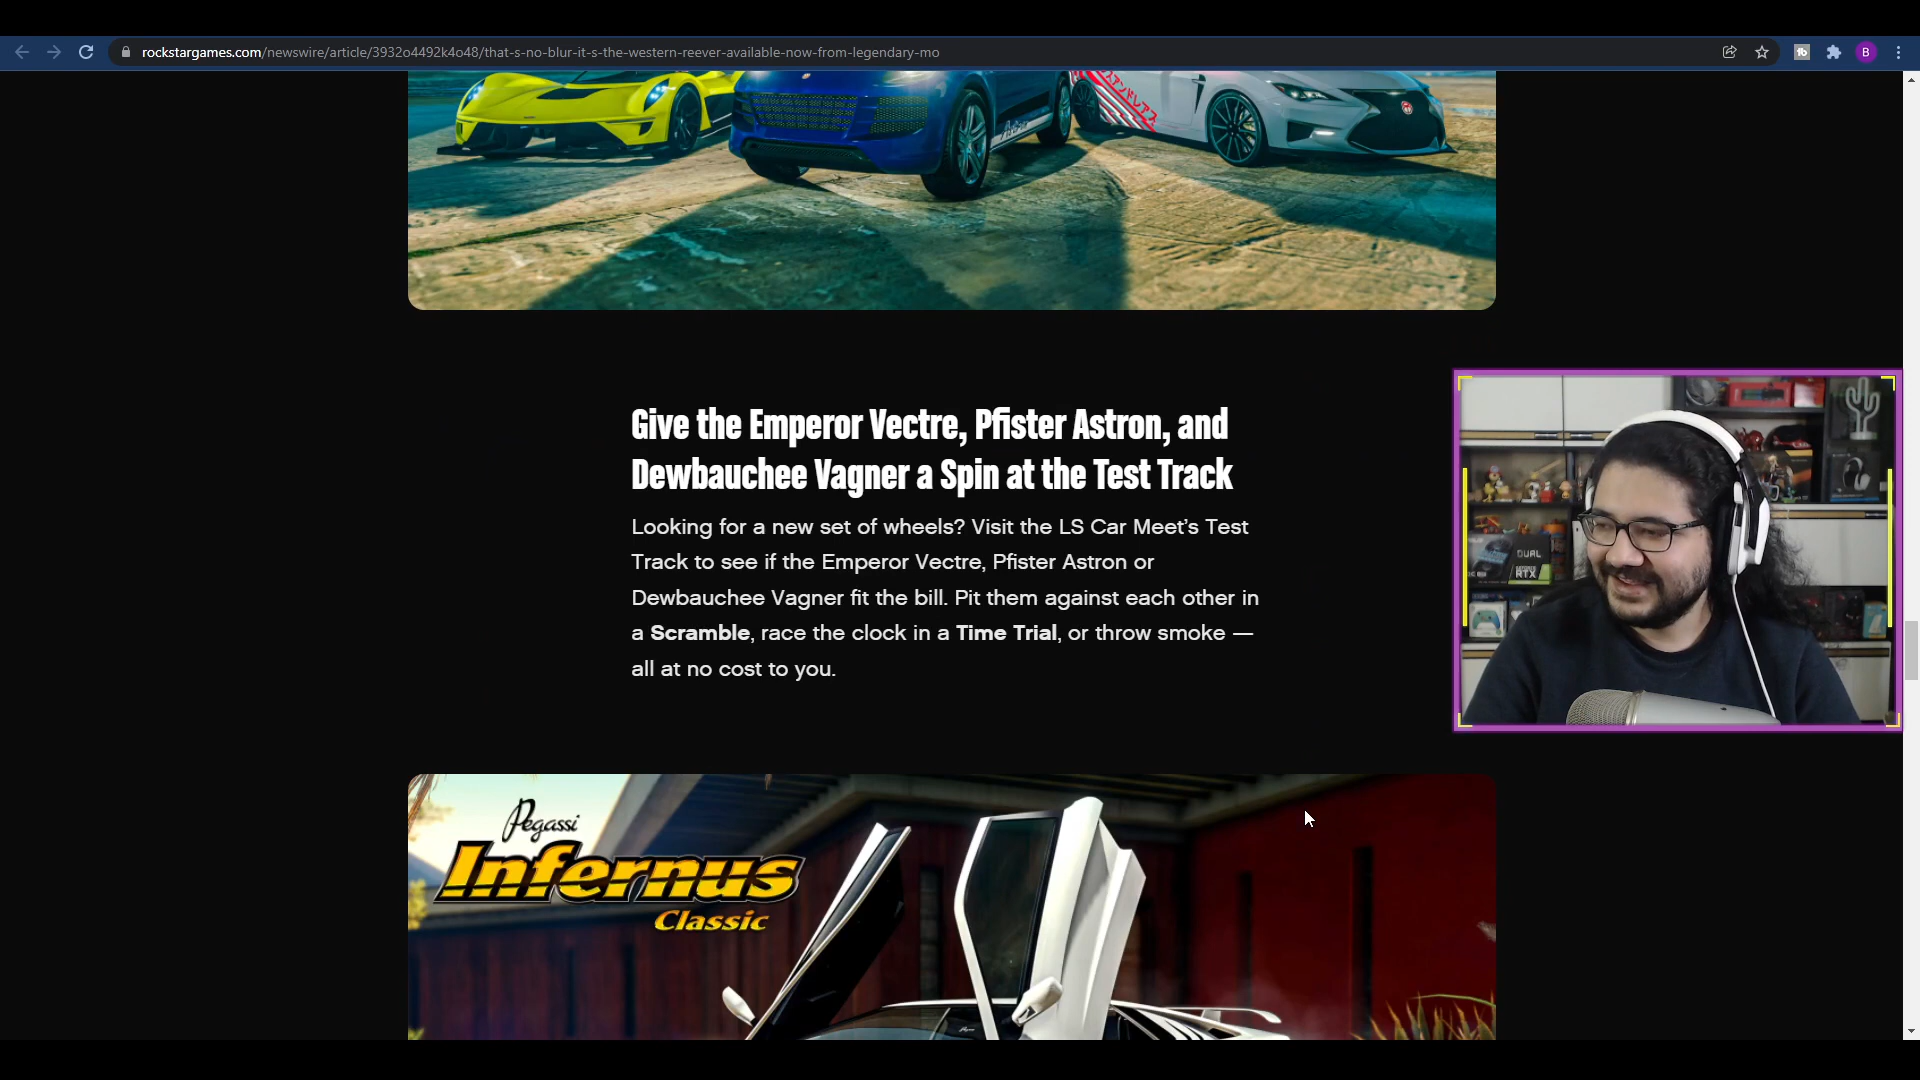 rockstargames.com/newswire/article/3932o4492k4o48/that-s-no-blur-it-s-the-western-reever-available-now-from-legendary-mo
B
Give the Emperor Vectre, Pfister Astron, and
Dewbauchee Vagner a Spin at the Test Track
Looking for a new set of wheels? Visit the LS Car Meet’s Test
Track to see if the Emperor Vectre, Pfister Astron or
Dewbauchee Vagner fit the bill. Pit them against each other in
a Scramble, race the clock in a Time Trial, or throw smoke —
all at no cost to you.
DUAL
RTX
Pegassi
Infernus
Classic